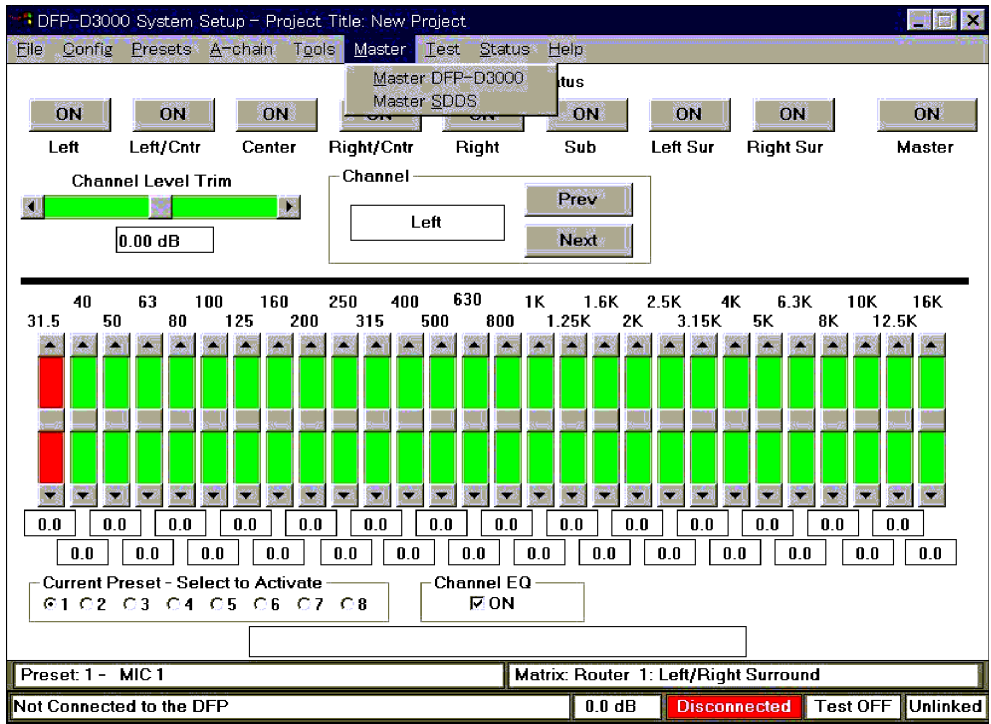 DFP-D3000 System Setup - Project Title: New Project
File Config Presets A-chain Tools Master Test Status Help
Master DFP-D3000
Master SDDS
ON ON ON ON ON ON
Left Left/Cntr Center Right/Cntr Right Sub Left Sur Right Sur Master
Channel Level Trim
0.00 dB
Channel
Left
Prev
Next
40 63 100 160 250 400 630 1K 1.6K 2.5K 4K 6.3K 10K 16K
31.5 50 80 125 200 315 500 800 1.25K 2K 3.15K 5K 8K 12.5K
0.0 0.0 0.0 0.0 0.0 0.0 0.0 0.0 0.0 0.0 0.0 0.0 0.0 0.0
0.0 0.0 0.0 0.0 0.0 0.0 0.0 0.0 0.0 0.0 0.0 0.0 0.0 0.0
Current Preset - Select to Activate
1 2 3 4 5 6 7 8
Channel EQ
ON
Preset: 1 - MIC 1
Matrix: Router 1: Left/Right Surround
Not Connected to the DFP
0.0 dB
Disconnected
Test OFF
Unlinked